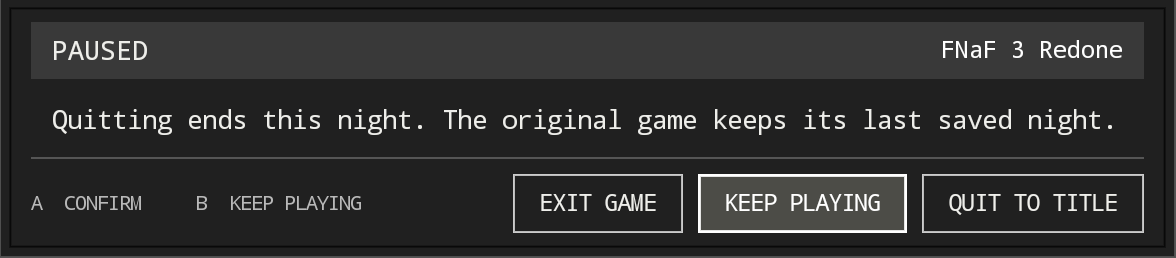 PAUSED FNaF 3 Redone
Quitting ends this night. The original game keeps its last saved night.
A CONFIRM B KEEP PLAYING EXIT GAME KEEP PLAYING QUIT TO TITLE